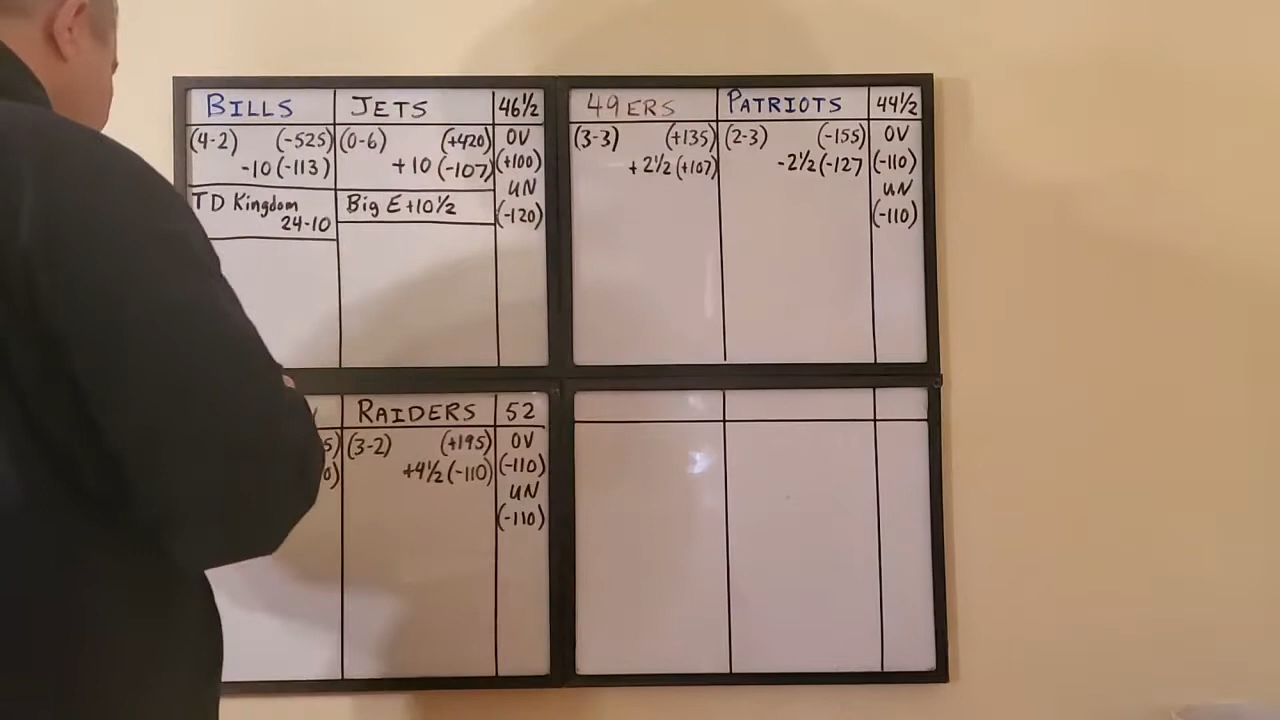 BILLS JETS 46½
(4-2) (-525) (0-6) (+420) OV
-10 (-113) +10 (-107) (+100)
UN
TD Kingdom Big E +10½ (-120)
24-10
49ERS PATRIOTS 44½
(3-3) (+135) (2-3) (-155) OV
+2½ (+107) -2½ (-127 (-110)
UN
(-110)
RAIDERS 52
5) (3-2) (+195) OV
0) +4½ (-110) (-110)
UN
(-110)